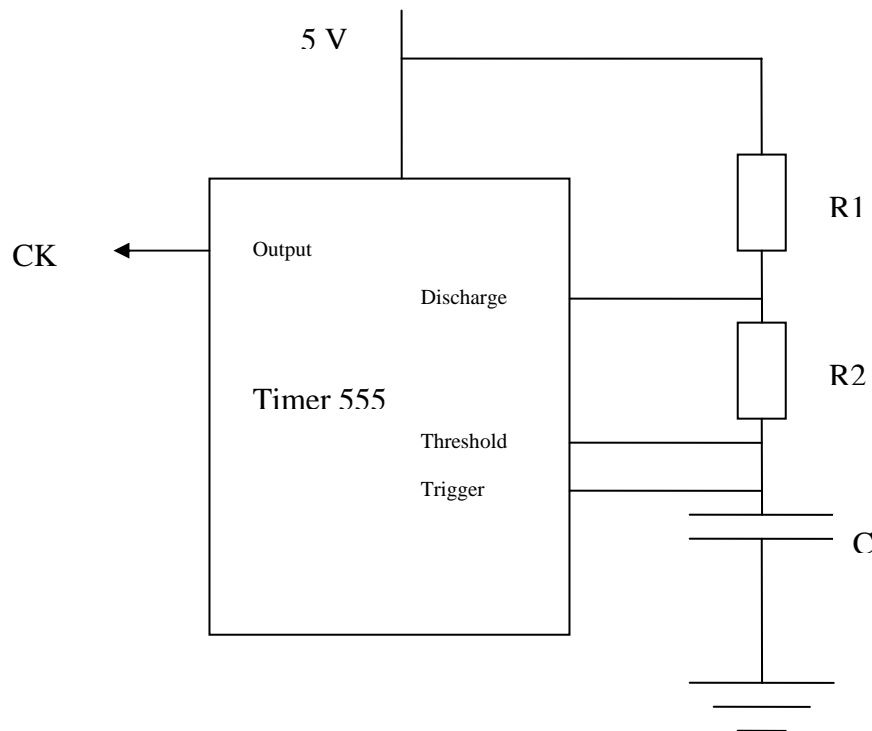 5 V
R1
CK
Output
Discharge
R2
Timer 555
Threshold
Trigger
C